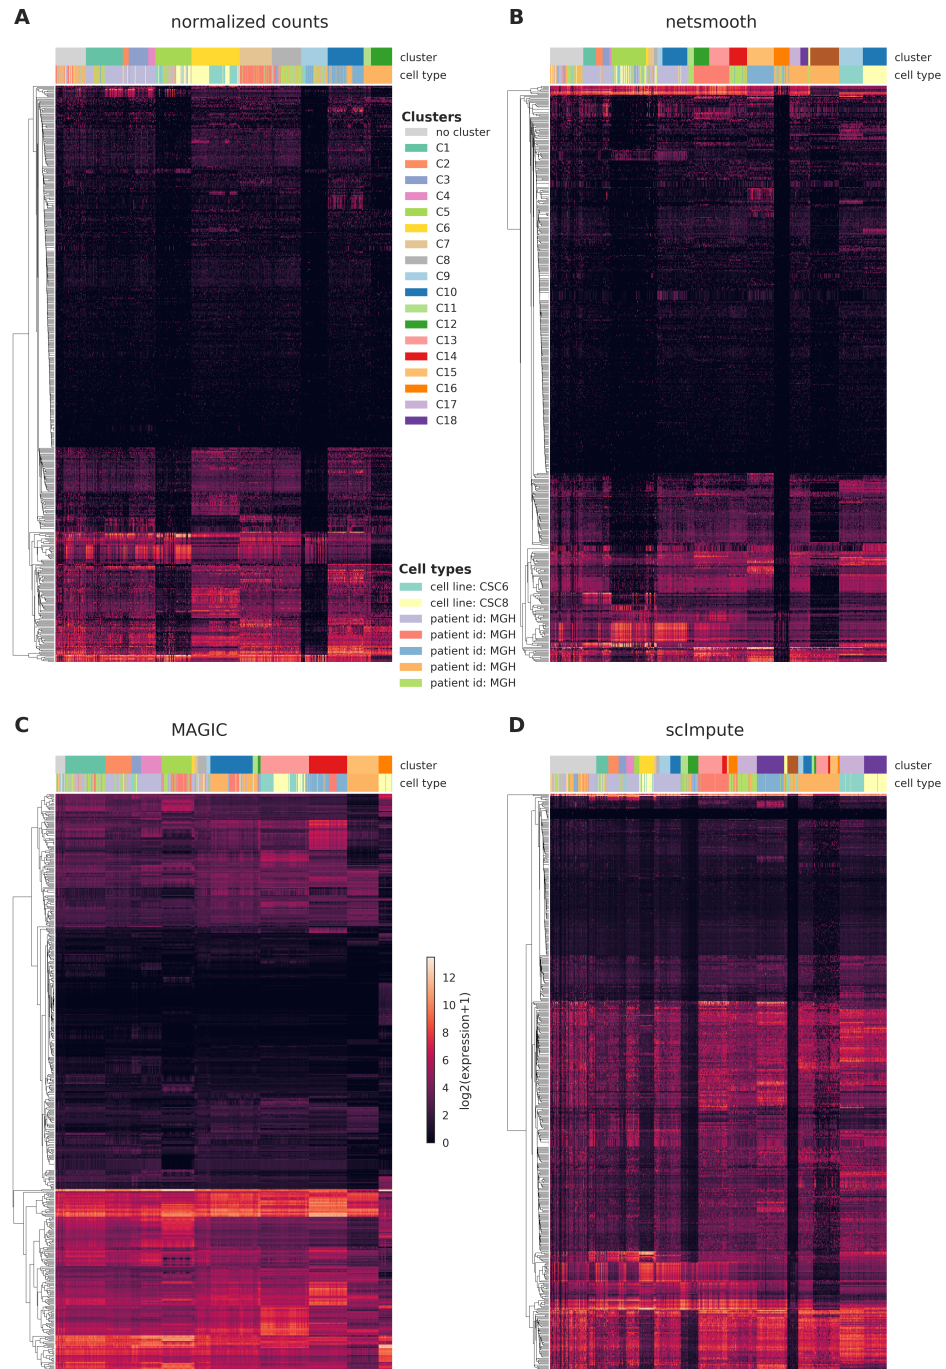 A
normalized counts
cluster
cell type
B
netsmooth
cluster
cell type
Clusters
no cluster
C1
C2
C3
C4
C5
C6
C7
C8
C9
C10
C11
C12
C13
C14
C15
C16
C17
C18
Cell types
cell line: CSC6
cell line: CSC8
patient id: MGH
patient id: MGH
patient id: MGH
patient id: MGH
patient id: MGH
C
MAGIC
cluster
cell type
12
10
8
6
4
2
0
log2(expression+1)
D
scImpute
cluster
cell type